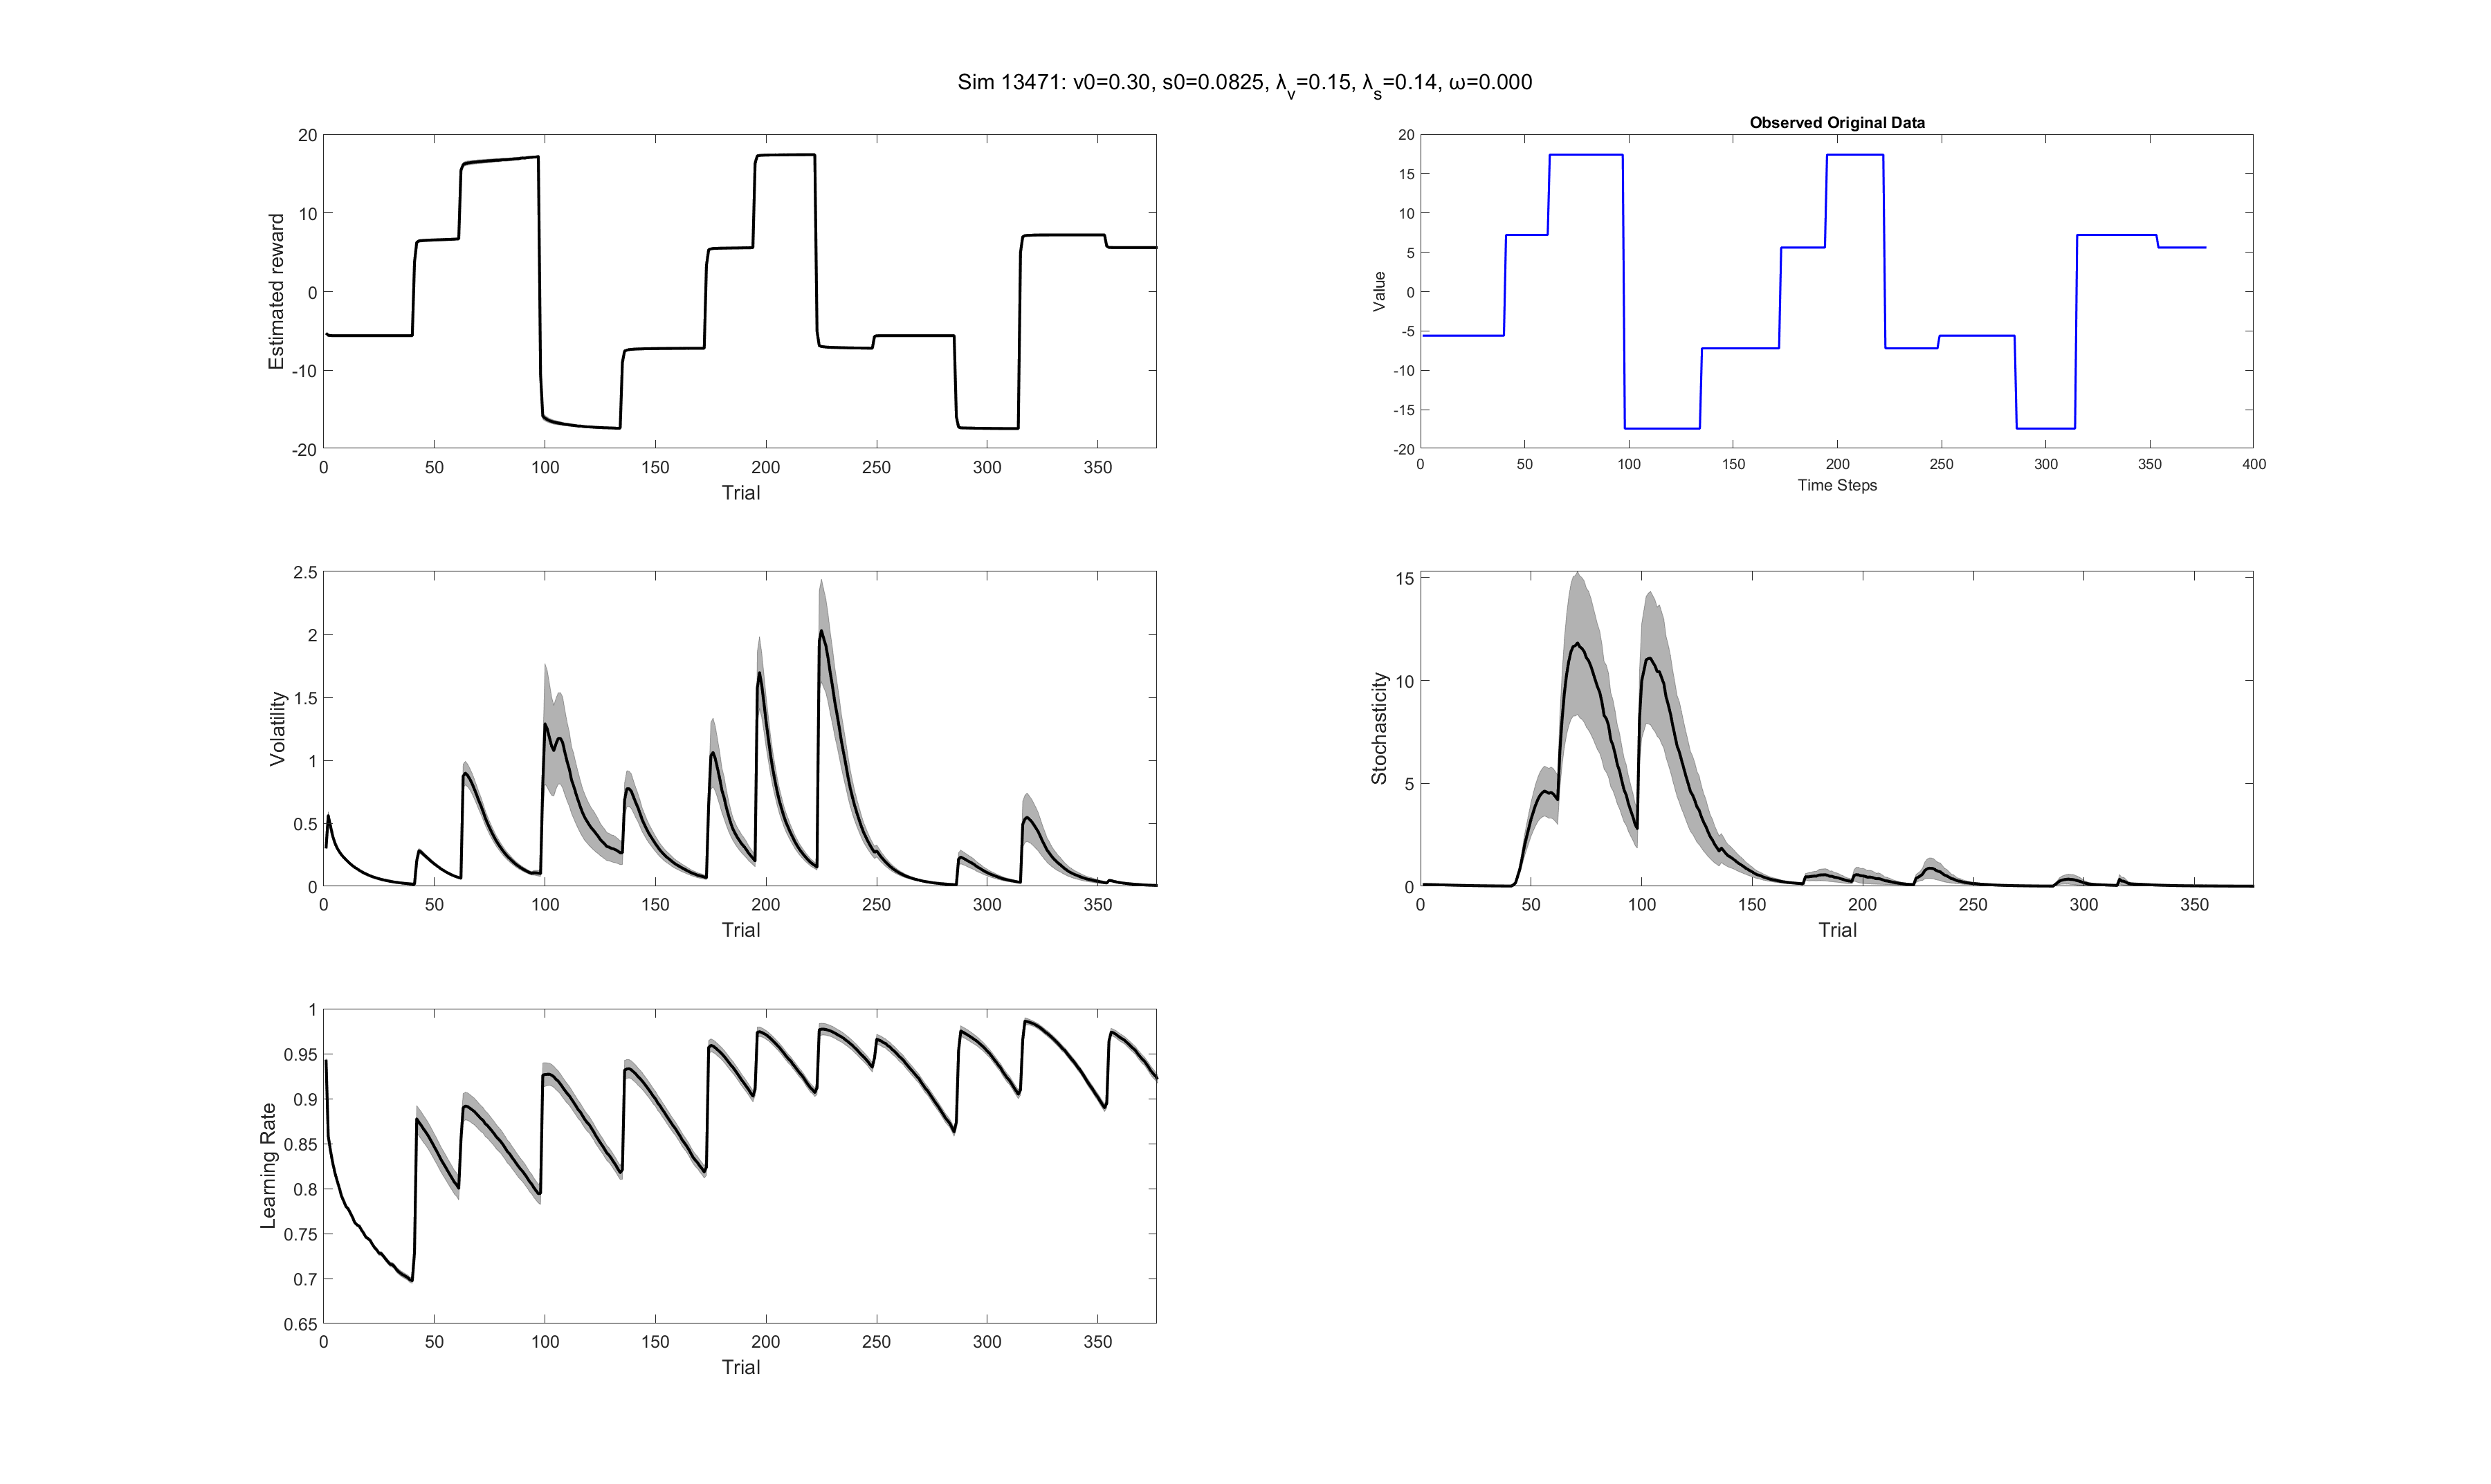 Sim 13471: v0=0.30, s0=0.0825, λv=0.15, λs=0.14, ω=0.000
Estimated reward
20
10
0
-10
-20
0 50 100 150 200 250 300 350
Trial
Observed Original Data
Value
20
15
10
5
0
-5
-10
-15
-20
0 50 100 150 200 250 300 350 400
Time Steps
Volatility
2.5
2
1.5
1
0.5
0
0 50 100 150 200 250 300 350
Trial
Stochasticity
15
10
5
0
0 50 100 150 200 250 300 350
Trial
Learning Rate
1
0.95
0.9
0.85
0.8
0.75
0.7
0.65
0 50 100 150 200 250 300 350
Trial